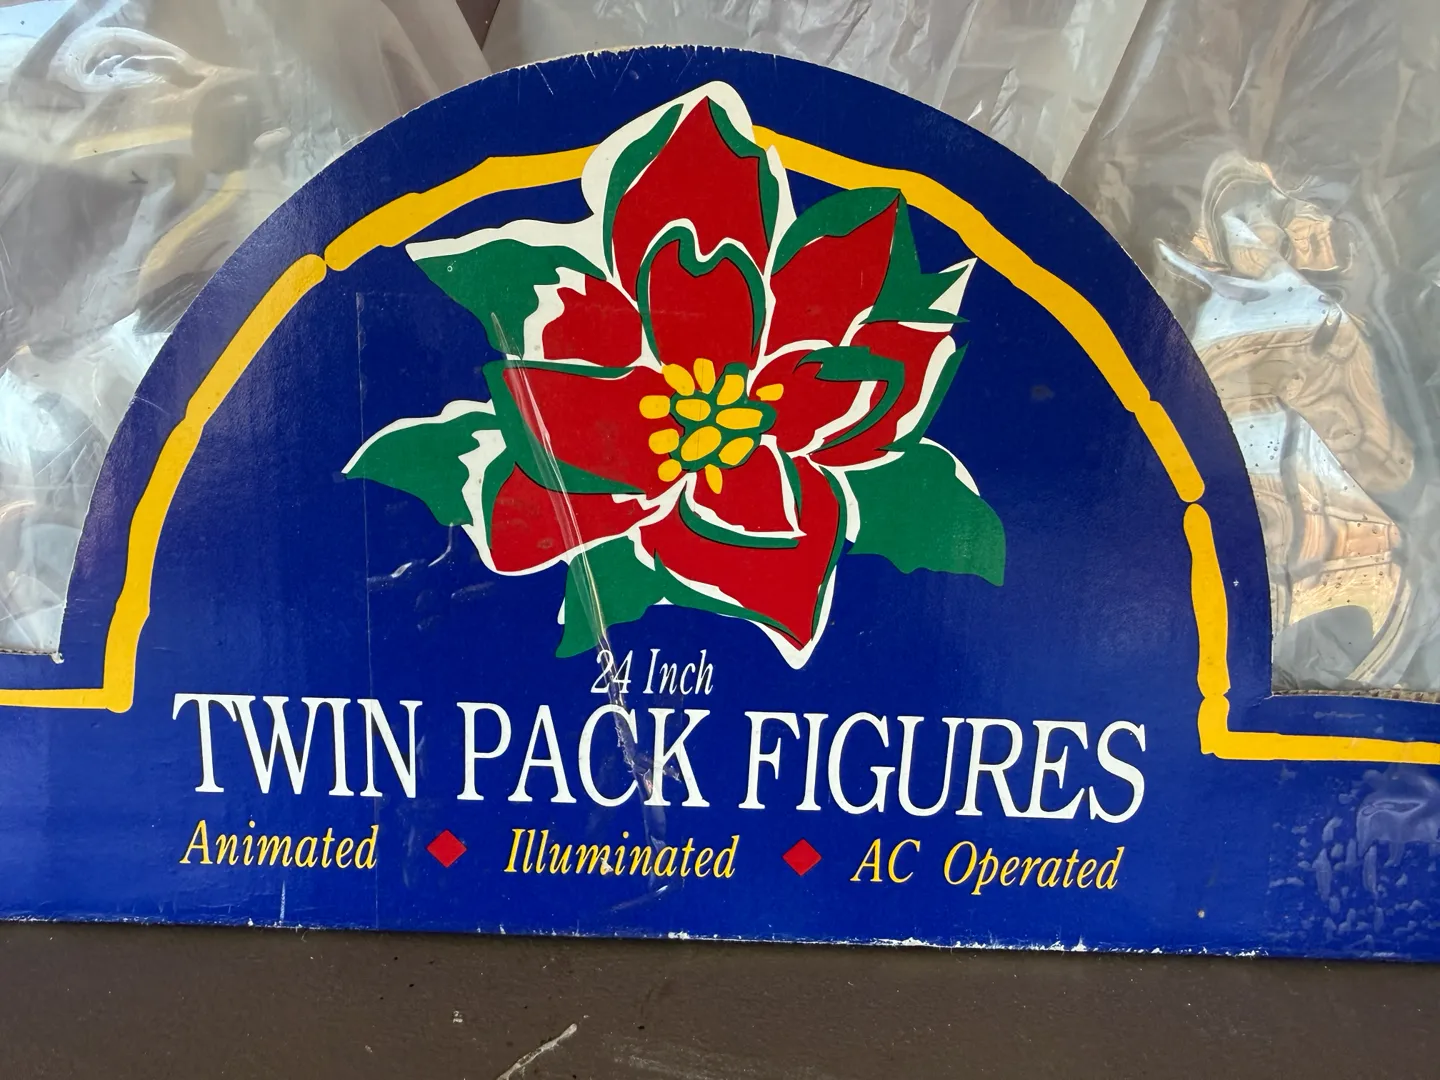 24 Inch
TWIN PACK FIGURES
Animated ♦ Illuminated ♦ AC Operated